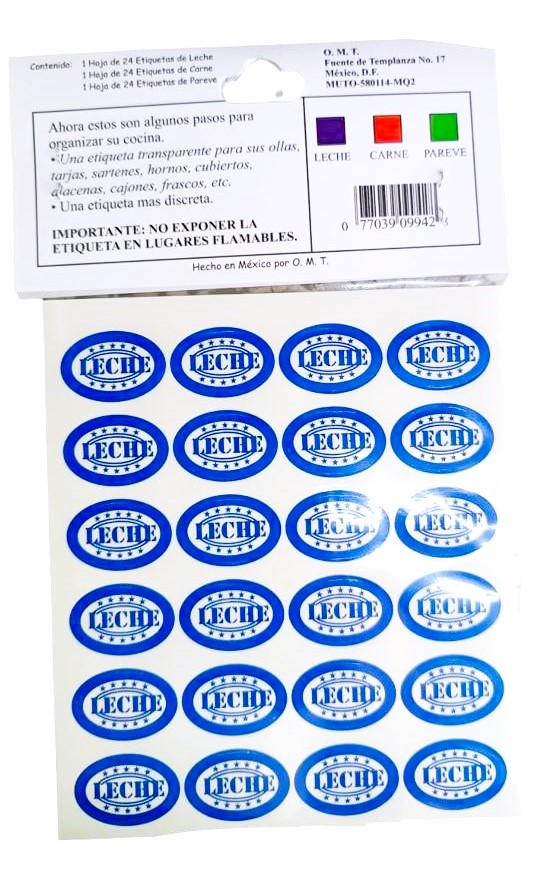 Contenido: 1 Hoja de 24 Etiquetas de Leche
1 Hoja de 24 Etiquetas de Carne
1 Hoja de 24 Etiquetas de Pareve
O. M. T.
Fuente de Templanza No. 17
México, D.F.
MUTO-580114-MQ2
Ahora estos son algunos pasos para
organizar su cocina.
•Una etiqueta transparente para sus ollas,
tarjas, sartenes, hornos, cubiertos,
alacenas, cajones, frascos, etc.
• Una etiqueta mas discreta.
IMPORTANTE: NO EXPONER LA
ETIQUETA EN LUGARES FLAMABLES.
LECHE CARNE PAREVE
0 77039 09942
Hecho en México por O. M. T.
LECHE LECHE LECHE LECHE
LECHE LECHE LECHE LECHE
LECHE LECHE LECHE LECHE
LECHE LECHE LECHE LECHE
LECHE LECHE LECHE LECHE
LECHE LECHE LECHE LECHE